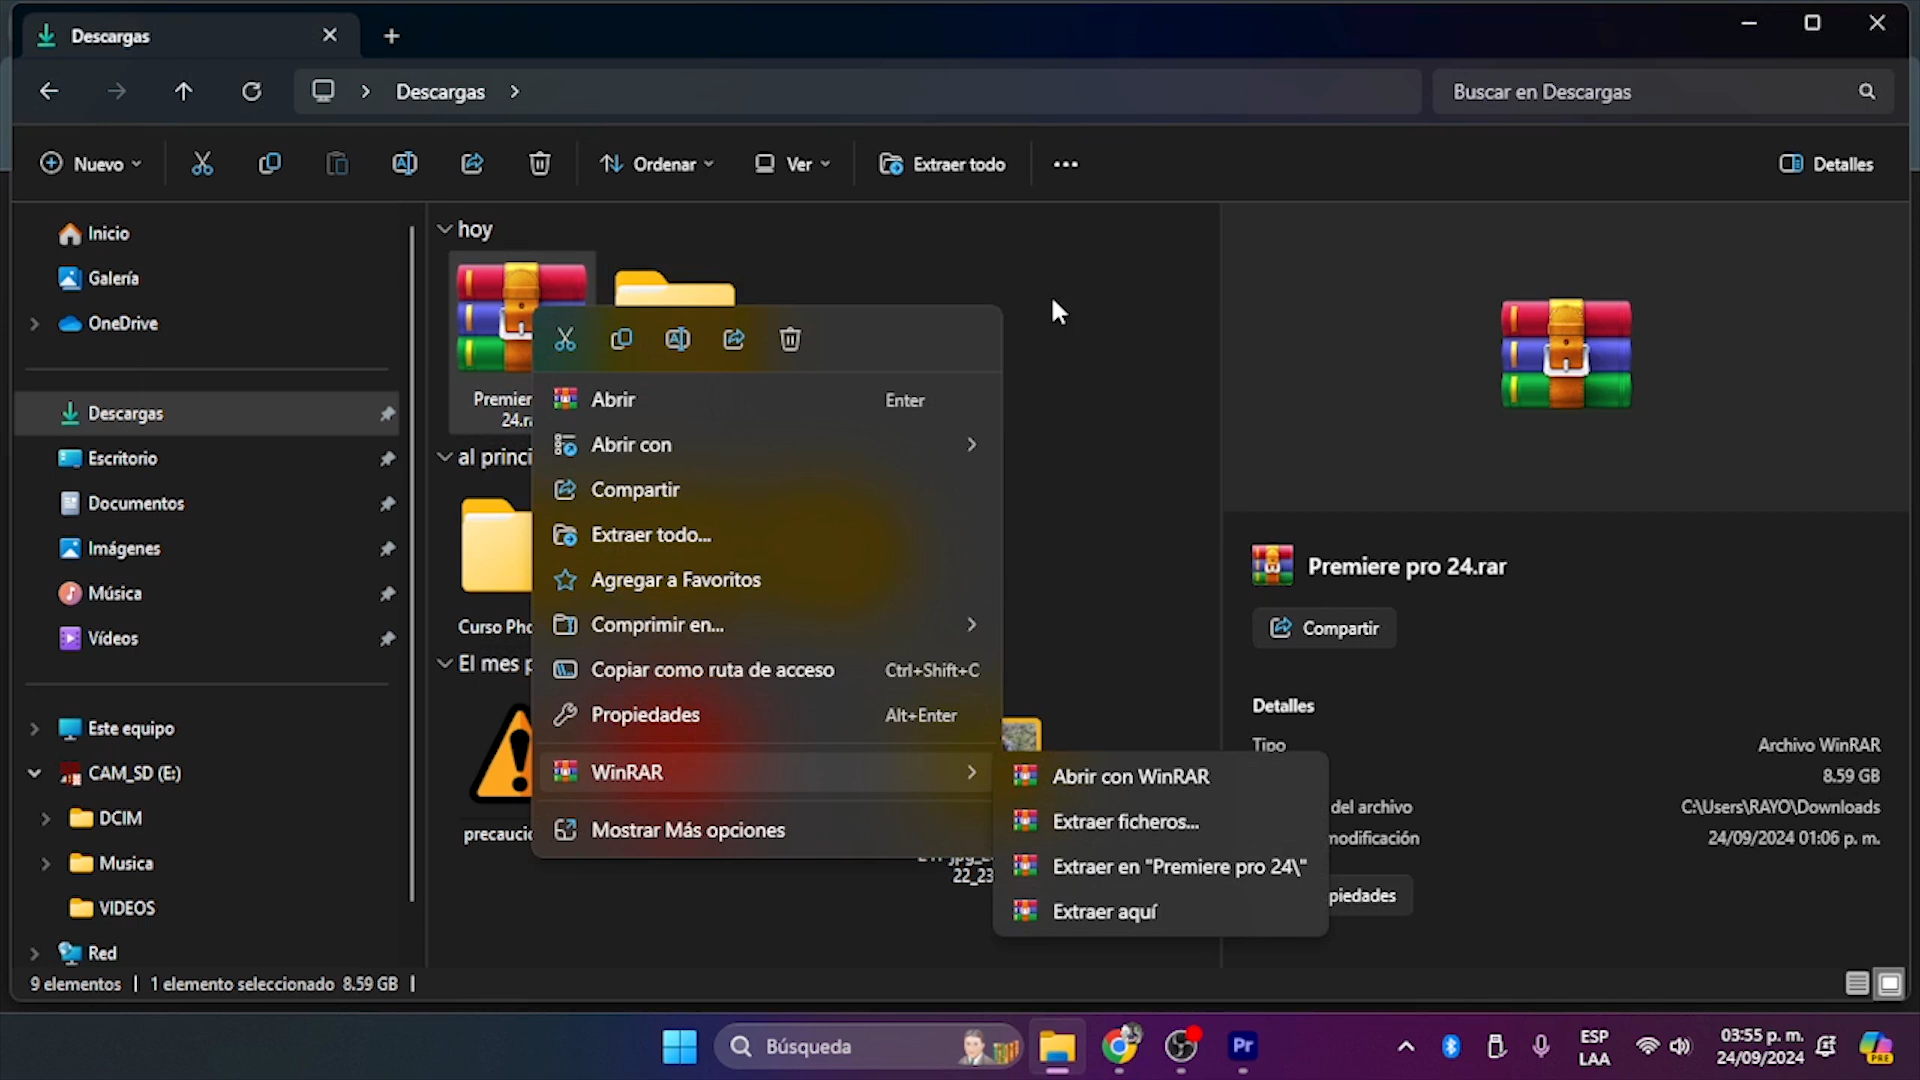 Descargas
Descargas
Buscar en Descargas
Nuevo
Ordenar
Ver
Extraer todo
Detalles
Inicio
Galería
OneDrive
Descargas
Escritorio
Documentos
Imágenes
Música
Vídeos
Este equipo
CAM_SD (E:)
DCIM
Musica
VIDEOS
Red
hoy
Premier
24.r
al princi
Curso Pho
El mes p
precaucio
22_23
Abrir Enter
Abrir con
Compartir
Extraer todo...
Agregar a Favoritos
Comprimir en...
Copiar como ruta de acceso Ctrl+Shift+C
Propiedades Alt+Enter
WinRAR
Mostrar Más opciones
Abrir con WinRAR
Extraer ficheros...
Extraer en "Premiere pro 24\"
Extraer aquí
Premiere pro 24.rar
Compartir
Detalles
Tipo Archivo WinRAR
8.59 GB
del archivo C:\Users\RAYO\Downloads
modificación 24/09/2024 01:06 p. m.
piedades
9 elementos | 1 elemento seleccionado 8.59 GB |
Búsqueda
Pr
ESP
LAA
03:55 p. m.
24/09/2024
PRE